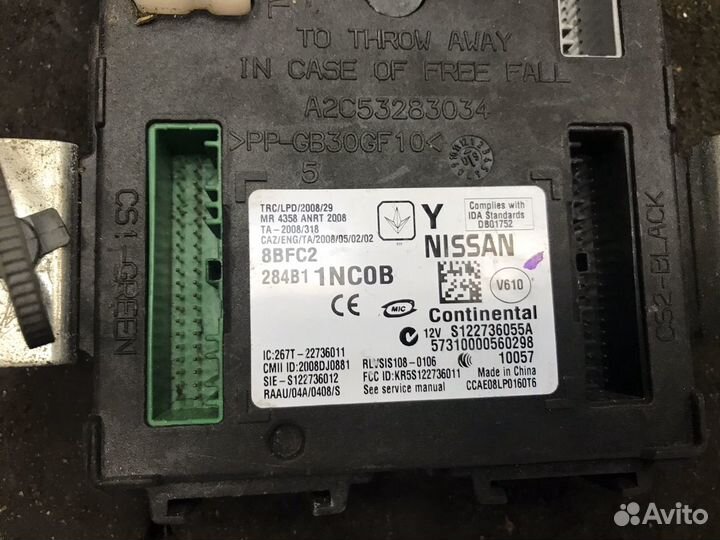 TO THROW AWAY
IN CASE OF FREE FALL
A2C53283034
>PP-GB30GF10<
5
CS1-GREEN
CS2-BLACK
TRC/LPD/2008/29
MR 4358 ANRT 2008
TA-2008/318
CAZ/ENG/TA/2008/05/02/02
8BFC2
284B1 1NC0B
Y
NISSAN
Complies with
IDA Standards
DB01752
V610
CE
MIC
Continental
12V S122736055A
57310000560298
10057
IC:267T-22736011
CMII ID:2008DJ0881
SIE-S122736012
RAAU/04A/0408/S
RLVSIS108-0106
FCC ID:KR5S122736011
See service manual
Made in China
CCAE08LP0160T6
Avito